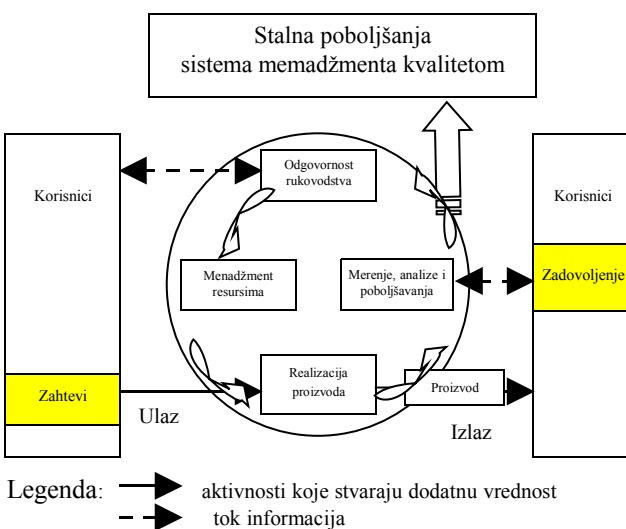 Stalna poboljšanja
sistema memadžmenta kvalitetom
Korisnici
Odgovornost
rukovodstva
Korisnici
Menadžment
resursima
Merenje, analize i
poboljšavanja
Zadovoljenje
Zahtevi
Ulaz
Realizacija
proizvoda
Proizvod
Izlaz
Legenda:
aktivnosti koje stvaraju dodatnu vrednost
tok informacija